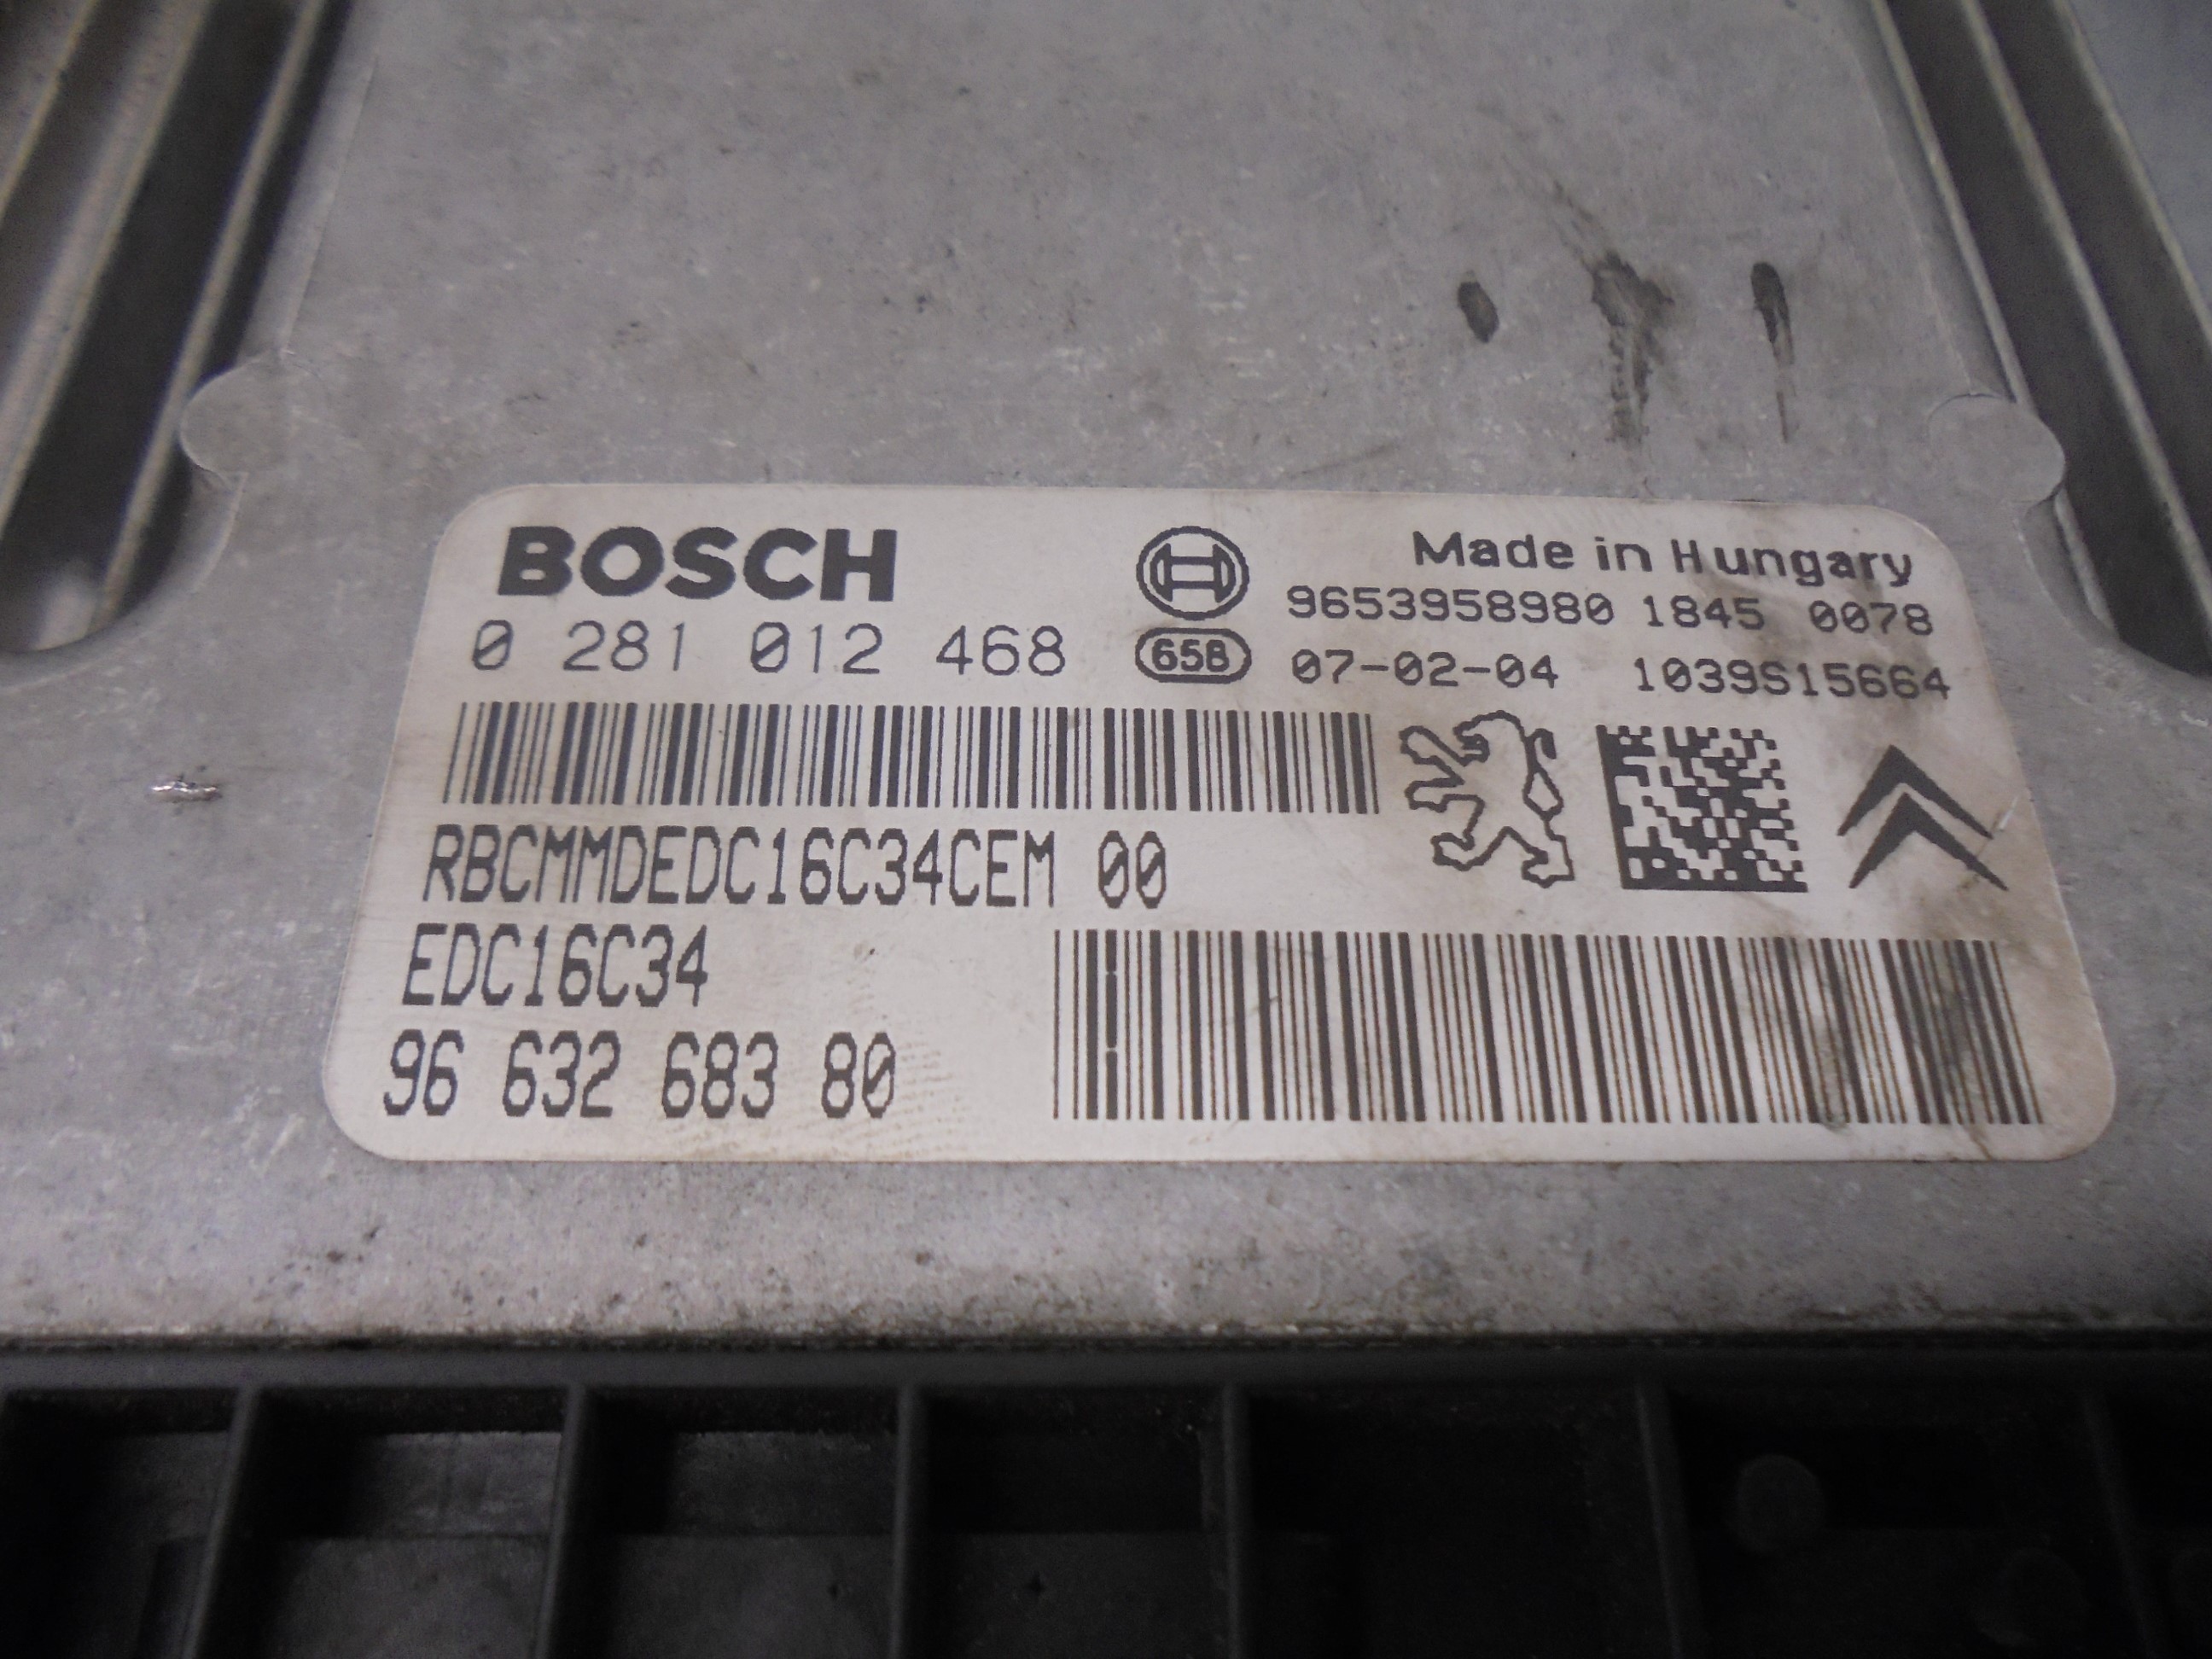 BOSCH
Made in Hungary
0 281 012 468
9653958980 1845 0078
65B
07-02-04 1039S15664
RBCMMDEDC16C34CEM 00
EDC16C34
96 632 683 80